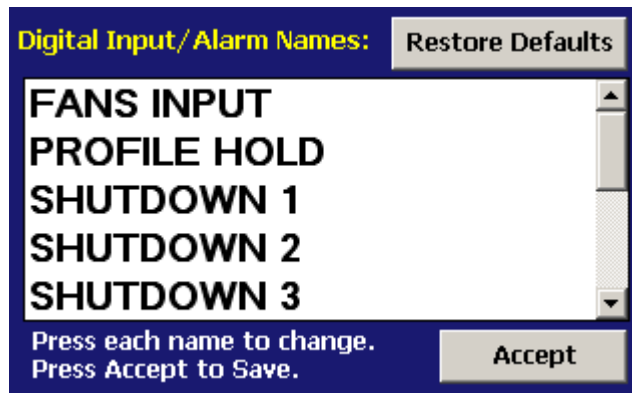 Digital Input/Alarm Names:
Restore Defaults
FANS INPUT
PROFILE HOLD
SHUTDOWN 1
SHUTDOWN 2
SHUTDOWN 3
Press each name to change.
Press Accept to Save.
Accept